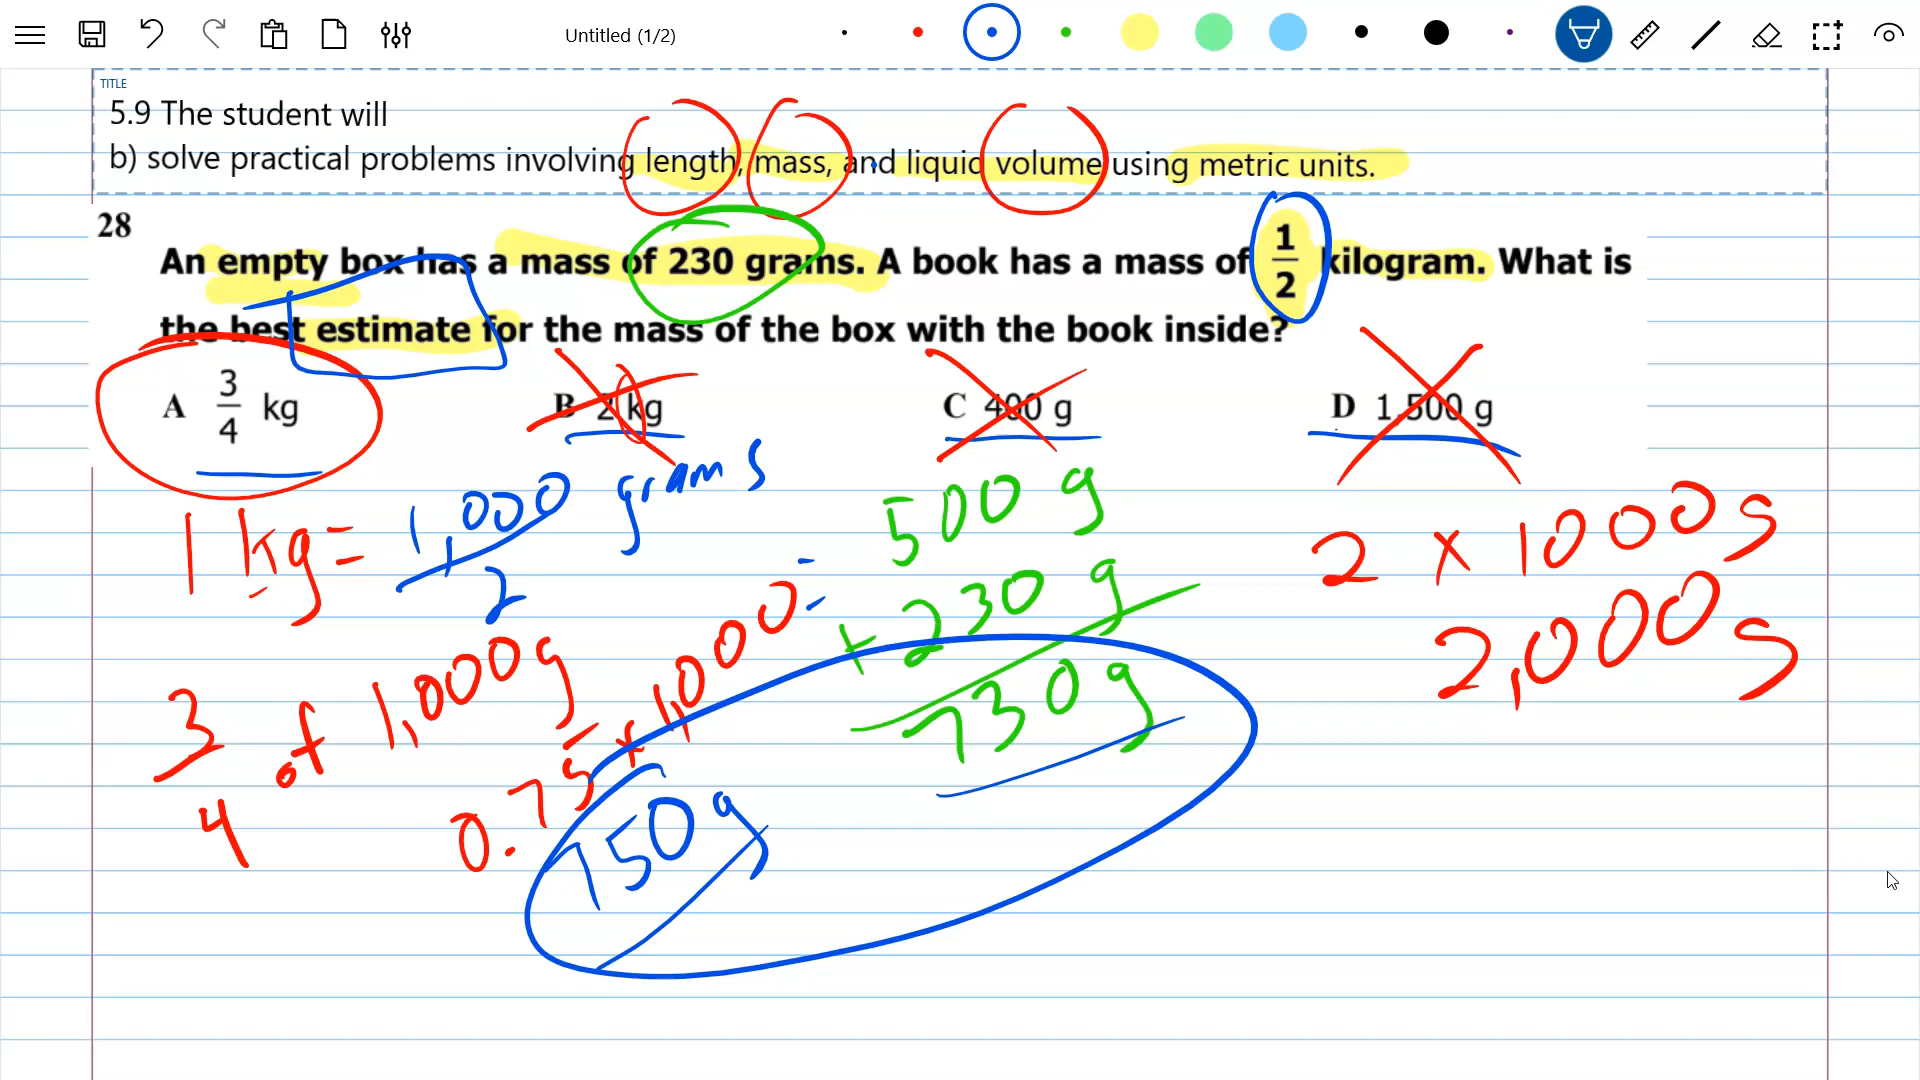 Untitled (1/2)
TITLE
5.9 The student will
b) solve practical problems involving length, mass, and liquid volume using metric units.
28
An empty box has a mass of 230 grams. A book has a mass of 1/2 kilogram. What is
the best estimate for the mass of the box with the book inside?
A 3/4 kg
B 2 kg
C 400 g
D 1,500 g
1 kg = 1,000 grams
2
500 g
+230 g
730 g
2 x 1000g
2,000g
3/4 of 1,000g =
0.75 * 1,000 =
750g